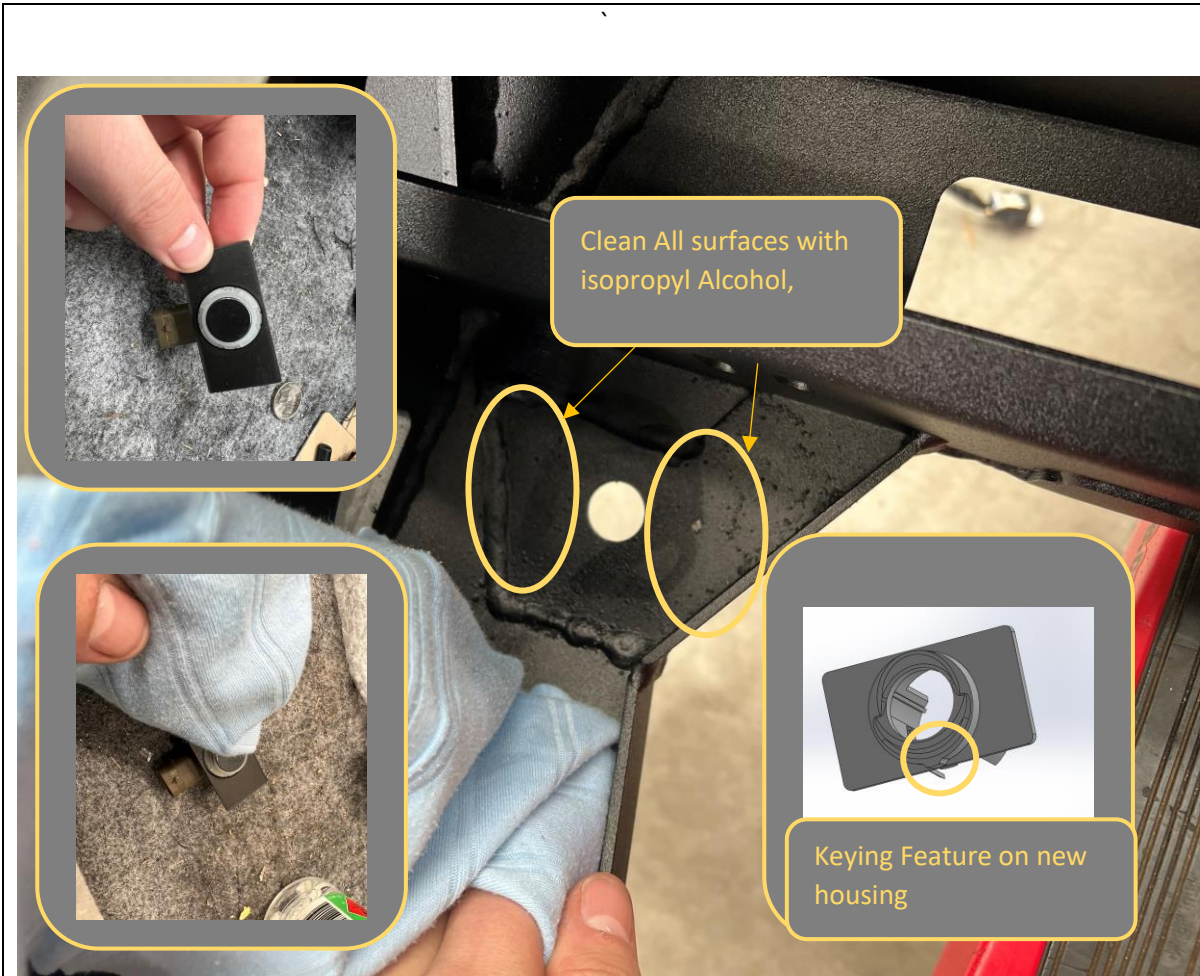 `
Clean All surfaces with
isopropyl Alcohol,
Keying Feature on new
housing